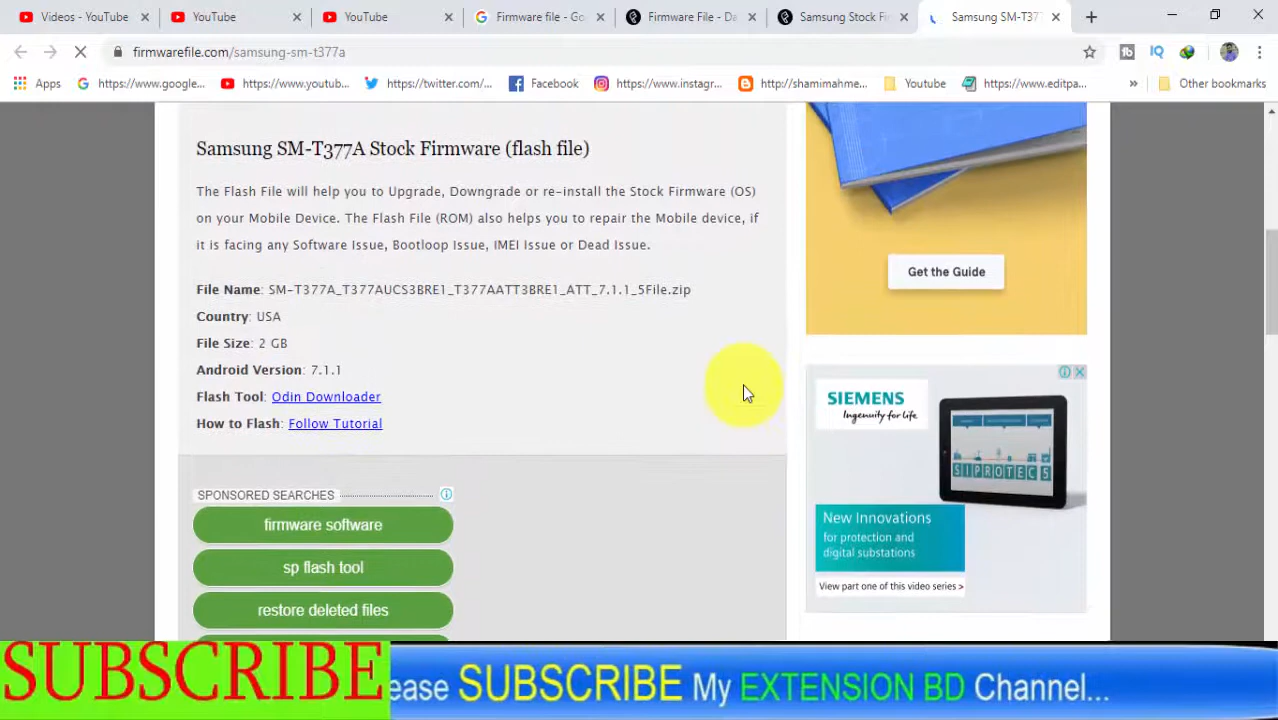 Videos - YouTube
YouTube
YouTube
Firmware file - Go
Firmware File - Da
Samsung Stock Fir
Samsung SM-T377
firmwarefile.com/samsung-sm-t377a
Apps
https://www.google...
https://www.youtub...
https://twitter.com/...
Facebook
https://www.instagr...
http://shamimahme...
Youtube
https://www.editpa...
Other bookmarks
Samsung SM-T377A Stock Firmware (flash file)
The Flash File will help you to Upgrade, Downgrade or re-install the Stock Firmware (OS)
on your Mobile Device. The Flash File (ROM) also helps you to repair the Mobile device, if
it is facing any Software Issue, Bootloop Issue, IMEI Issue or Dead Issue.
File Name: SM-T377A_T377AUCS3BRE1_T377AATT3BRE1_ATT_7.1.1_5File.zip
Country: USA
File Size: 2 GB
Android Version: 7.1.1
Flash Tool: Odin Downloader
How to Flash: Follow Tutorial
SPONSORED SEARCHES
firmware software
sp flash tool
restore deleted files
Get the Guide
SIEMENS
Ingenuity for life
SIPROTEC 5
New Innovations
for protection and
digital substations
View part one of this video series >
SUBSCRIBE
ease SUBSCRIBE My EXTENSION BD Channel...